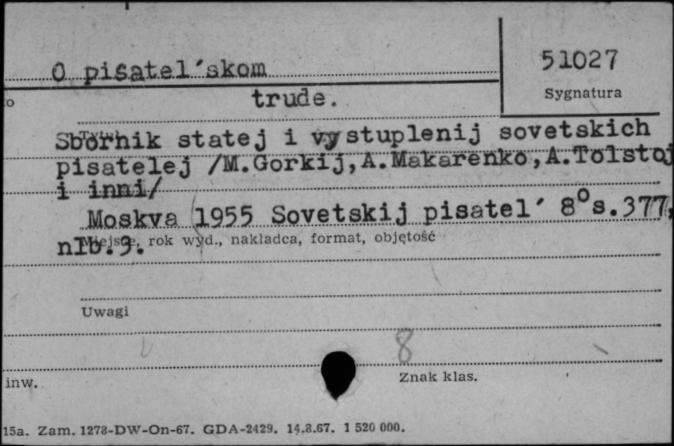 O pisatel´skom
51027
o
trude.
Sygnatura
Sbornik statej i vystuplenij sovetskich
pisatelej /M.Gorkij,A.Makarenko,A.Tolstoj
i inni/
Moskva 1955 Sovetskij pisatel´ 8°s.377,
nlb.3.
Miejsce, rok wyd., nakładca, format, objętość
Uwagi
8
inw.
Znak klas.
15a. Zam. 1278-DW-On-67. GDA-2429. 14.8.67. 1 520 000.